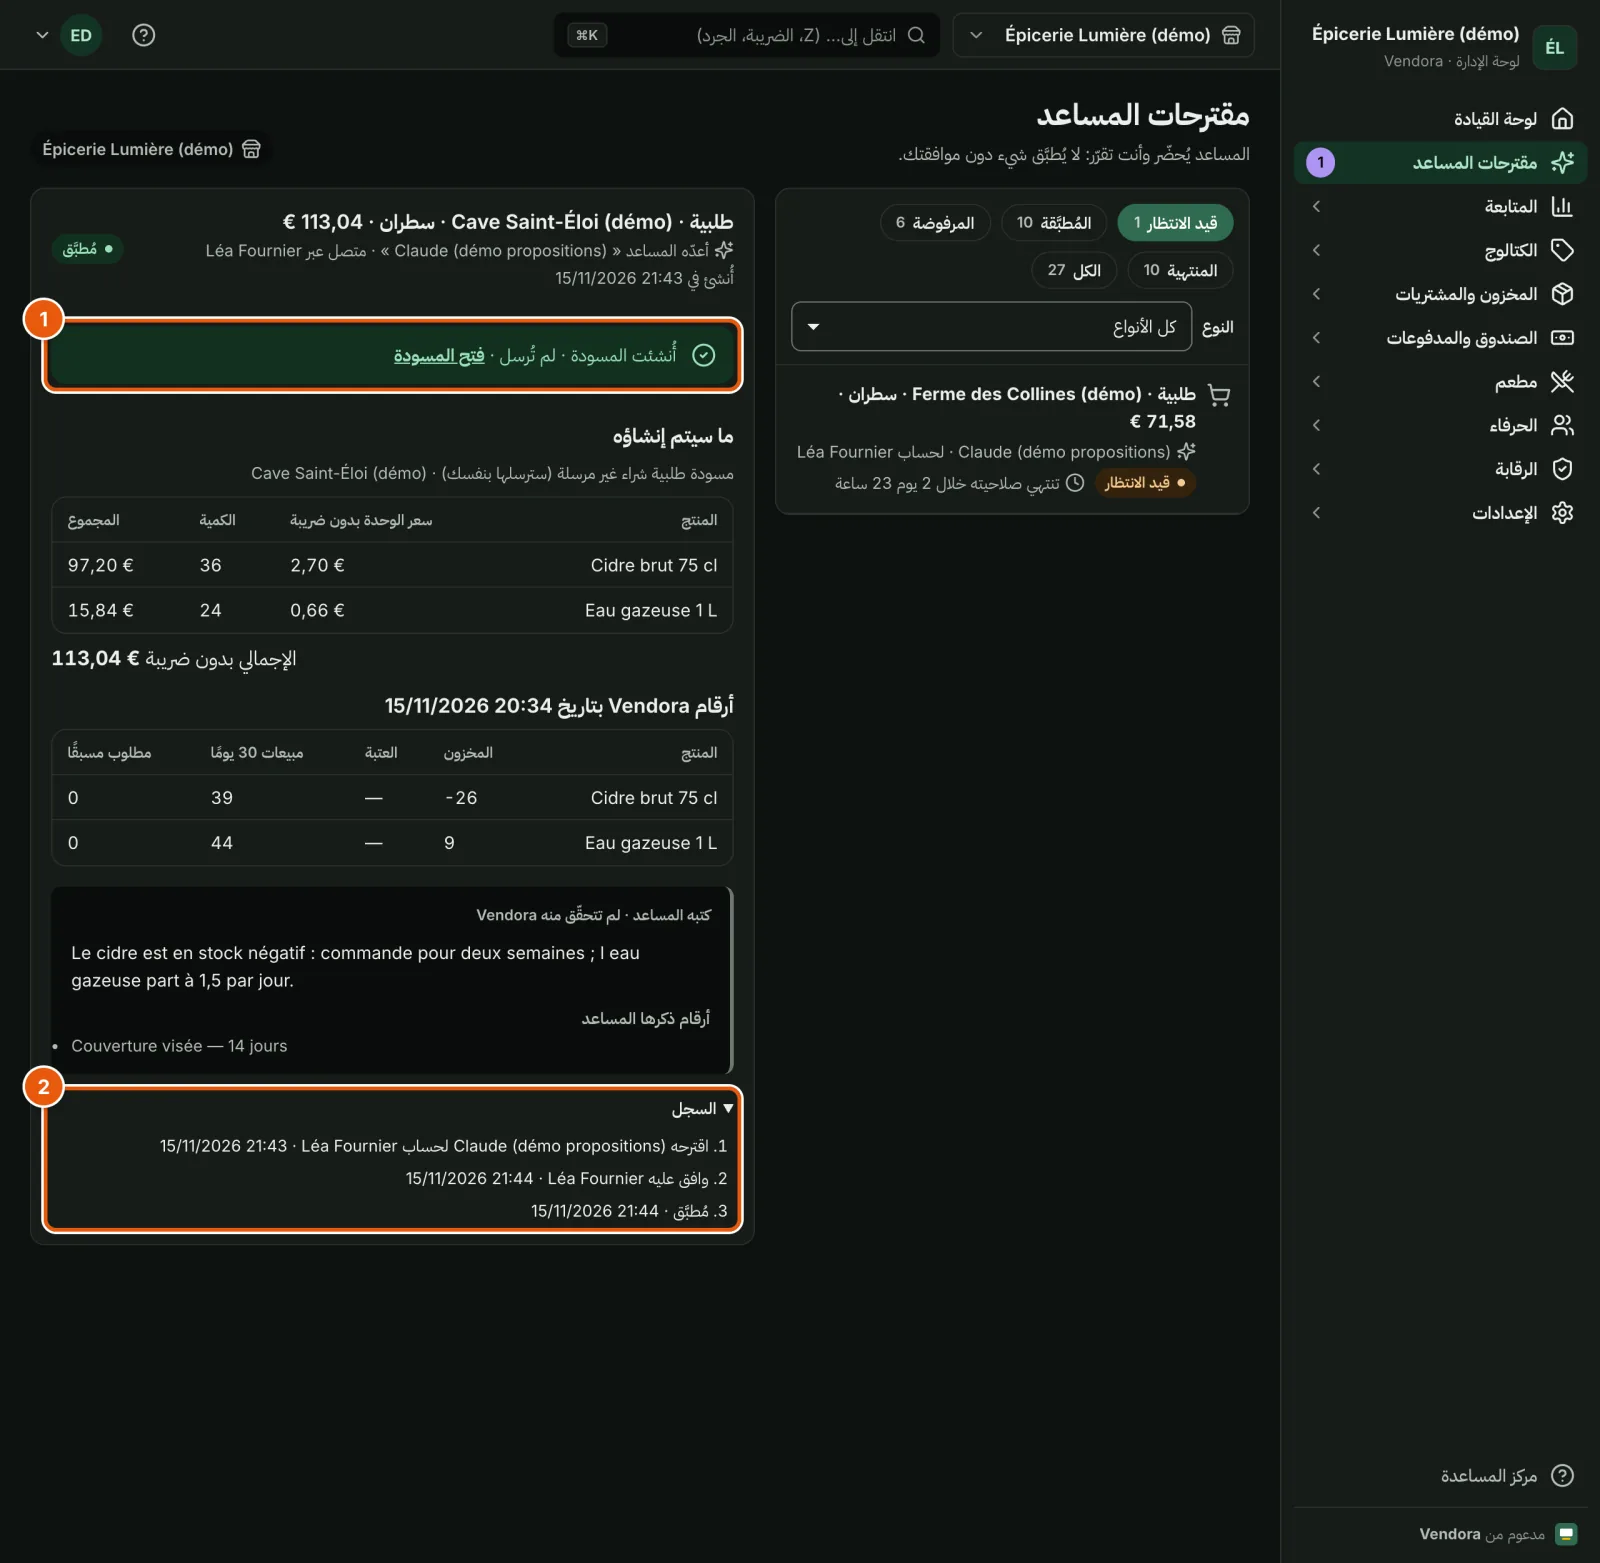 Épicerie Lumière (démo)
لوحة الإدارة · Vendora
ÉL
لوحة القيادة
مقترحات المساعد
1
المتابعة
الكتالوج
المخزون والمشتريات
الصندوق والمدفوعات
مطعم
الحرفاء
الرقابة
الإعدادات
مركز المساعدة
مدعوم من Vendora
Épicerie Lumière (démo)
انتقل إلى... (Z، الضريبة، الجرد)
⌘K
ED
مقترحات المساعد
المساعد يُحضّر وأنت تقرّر: لا يُطبَّق شيء دون موافقتك.
Épicerie Lumière (démo)
قيد الانتظار 1
المُطبَّقة 10
المرفوضة 6
المنتهية 10
الكل 27
النوع
كل الأنواع
طلبية · Ferme des Collines (démo) · سطران ·
71,58 €
Claude (démo propositions) · لحساب Léa Fournier
قيد الانتظار
تنتهي صلاحيته خلال 2 يوم 23 ساعة
طلبية · Cave Saint-Éloi (démo) · سطران · 113,04 €
أعدّه المساعد « Claude (démo propositions) » · متصل عبر Léa Fournier
أُنشئ في 15/11/2026 21:43
مُطبَّق
1
أُنشئت المسودة · لم تُرسل · فتح المسودة
ما سيتم إنشاؤه
مسودة طلبية شراء غير مرسلة (سترسلها بنفسك) · Cave Saint-Éloi (démo)
المنتج سعر الوحدة بدون ضريبة الكمية المجموع
Cidre brut 75 cl 2,70 € 36 97,20 €
Eau gazeuse 1 L 0,66 € 24 15,84 €
الإجمالي بدون ضريبة 113,04 €
أرقام Vendora بتاريخ 15/11/2026 20:34
المنتج المخزون العتبة مبيعات 30 يومًا مطلوب مسبقًا
Cidre brut 75 cl -26 — 39 0
Eau gazeuse 1 L 9 — 44 0
كتبه المساعد · لم تتحقّق منه Vendora
Le cidre est en stock négatif : commande pour deux semaines ; l eau
gazeuse part à 1,5 par jour.
أرقام ذكرها المساعد
• Couverture visée — 14 jours
2
▼ السجل
1. اقترحه Claude (démo propositions) لحساب Léa Fournier · 15/11/2026 21:43
2. وافق عليه Léa Fournier · 15/11/2026 21:44
3. مُطبَّق · 15/11/2026 21:44